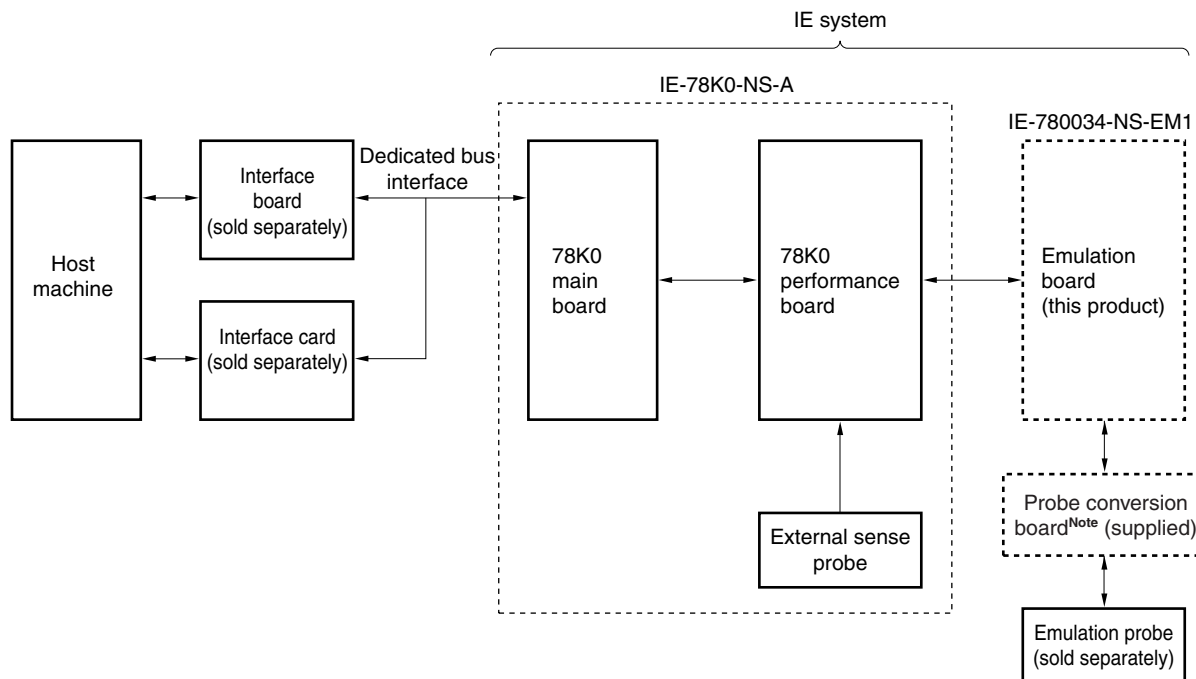 IE system
IE-78K0-NS-A
IE-780034-NS-EM1
Dedicated bus
interface
Interface
board
(sold separately)
Host
machine
78K0
main
board
78K0
performance
board
Emulation
board
(this product)
Interface card
(sold separately)
Probe conversion
boardNote (supplied)
External sense
probe
Emulation probe
(sold separately)